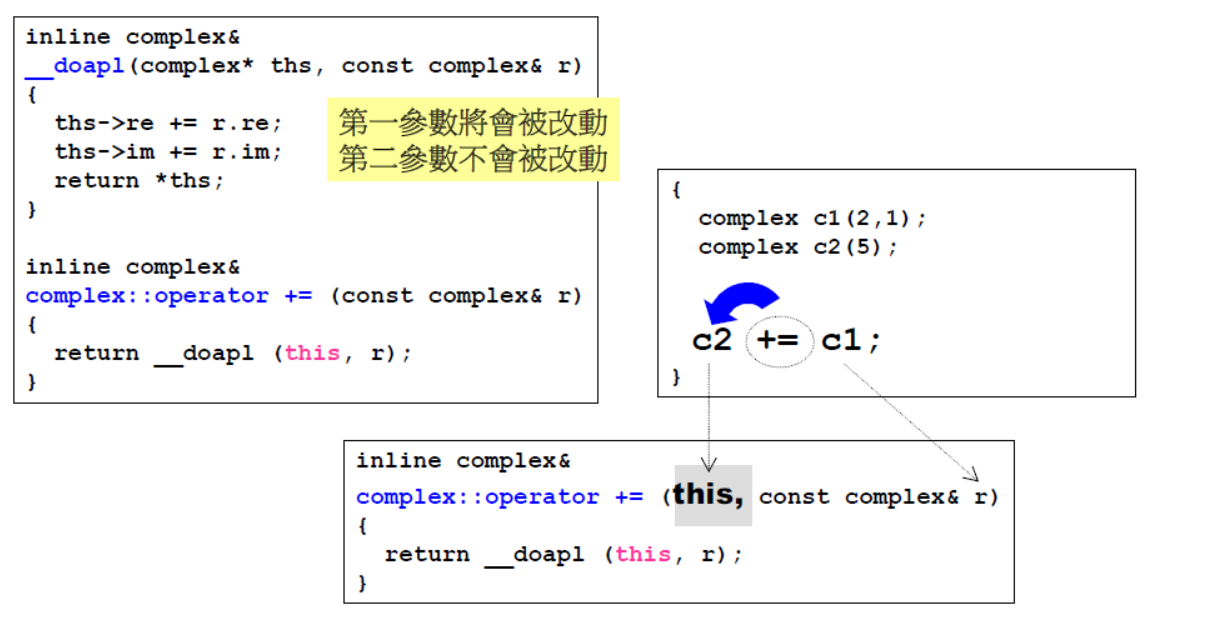 inline complex&
__doapl(complex* ths, const complex& r)
{
ths->re += r.re;
ths->im += r.im;
return *ths;
}
第一參數將會被改動
第二參數不會被改動
inline complex&
complex::operator += (const complex& r)
{
return __doapl (this, r);
}
{
complex c1(2,1);
complex c2(5);
c2 += c1;
}
inline complex&
complex::operator += (this, const complex& r)
{
return __doapl (this, r);
}